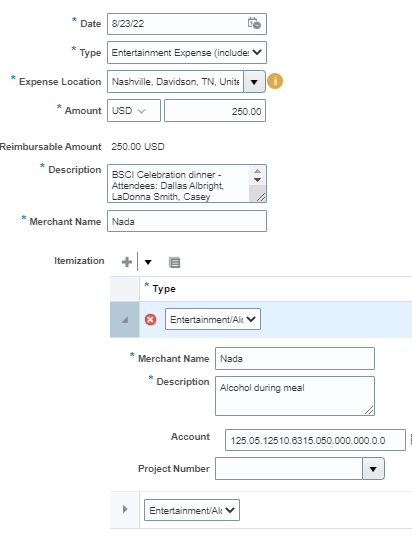 * Date 8/23/22
* Type Entertainment Expense (include
* Expense Location Nashville, Davidson, TN, Unite
* Amount USD 250.00
Reimbursable Amount 250.00 USD
* Description BSCI Celebration dinner -
Attendees: Dallas Albright,
LaDonna Smith, Casey
* Merchant Name Nada
Itemization
* Type
Entertainment/Al
* Merchant Name Nada
* Description Alcohol during meal
Account 125.05.12510.6315.050.000.000.0.0
Project Number
Entertainment/Al